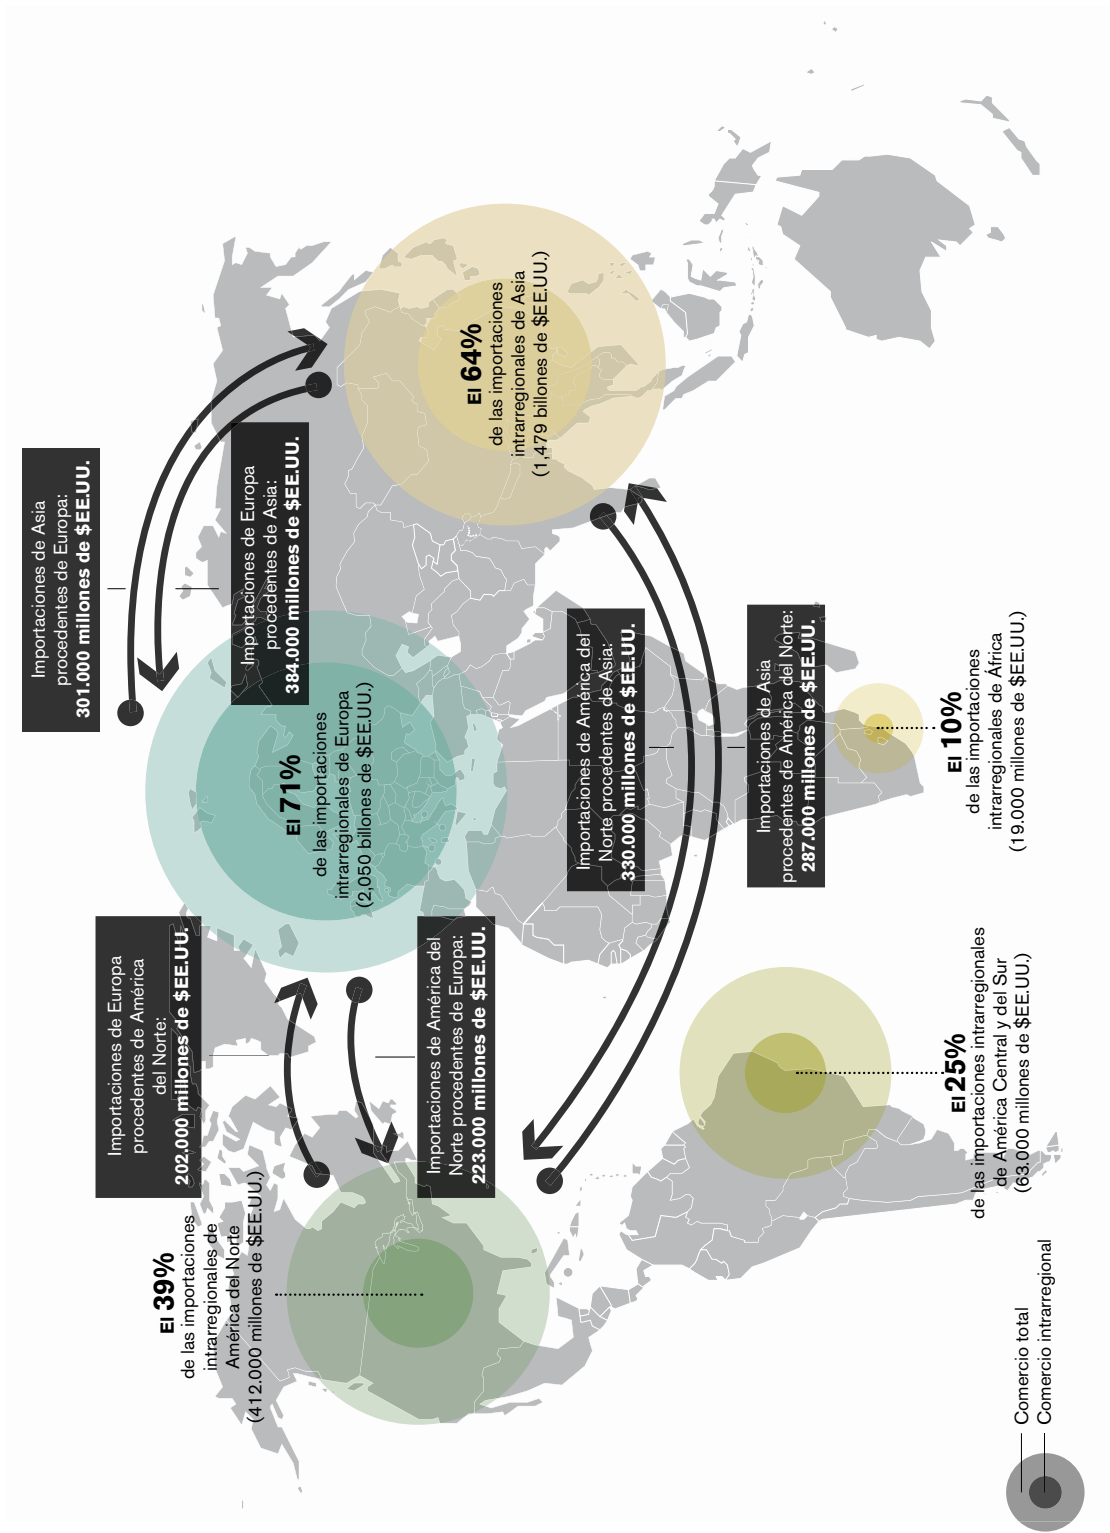 Importaciones de Europa
procedentes de América
del Norte:
202.000 millones de $EE.UU.
Importaciones de Asia
procedentes de Europa:
301.000 millones de $EE.UU.
El 39%
de las importaciones
intrarregionales de
América del Norte
(412.000 millones de $EE.UU.)
El 71%
de las importaciones
intrarregionales de Europa
(2,050 billones de $EE.UU.)
Importaciones de Europa
procedentes de Asia:
384.000 millones de $EE.UU.
Importaciones de América del
Norte procedentes de Europa:
223.000 millones de $EE.UU.
El 64%
de las importaciones
intrarregionales de Asia
(1,479 billones de $EE.UU.)
Importaciones de América del
Norte procedentes de Asia:
330.000 millones de $EE.UU.
Importaciones de Asia
procedentes de América del Norte:
287.000 millones de $EE.UU.
El 25%
de las importaciones intrarregionales
de América Central y del Sur
(63.000 millones de $EE.UU.)
El 10%
de las importaciones
intrarregionales de África
(19.000 millones de $EE.UU.)
Comercio total
Comercio intrarregional